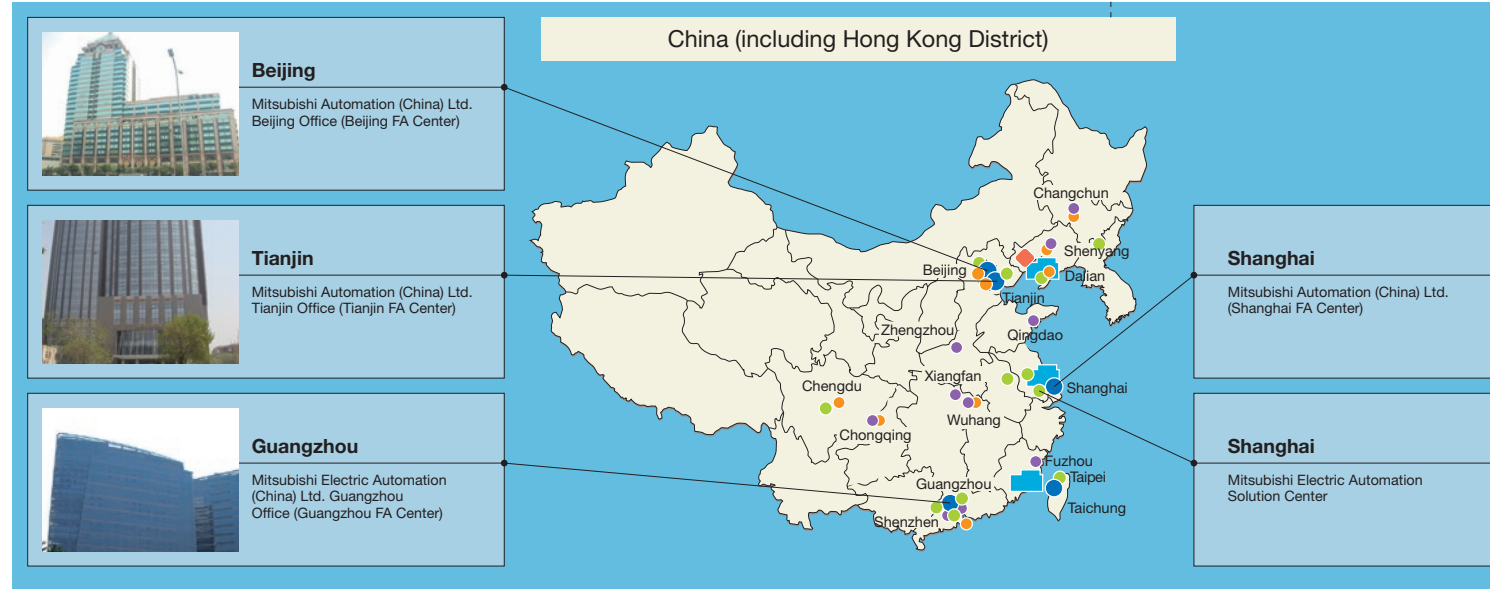 China (including Hong Kong District)
Beijing
Mitsubishi Automation (China) Ltd.
Beijing Office (Beijing FA Center)
Tianjin
Mitsubishi Automation (China) Ltd.
Tianjin Office (Tianjin FA Center)
Guangzhou
Mitsubishi Electric Automation
(China) Ltd. Guangzhou
Office (Guangzhou FA Center)
Changchun
Shenyang
Beijing
Dalian
Tianjin
Zhengzhou
Qingdao
Chengdu
Xiangfan
Shanghai
Wuhang
Chongqing
Fuzhou
Guangzhou
Taipei
Taichung
Shenzhen
Shanghai
Mitsubishi Automation (China) Ltd.
(Shanghai FA Center)
Shanghai
Mitsubishi Electric Automation
Solution Center